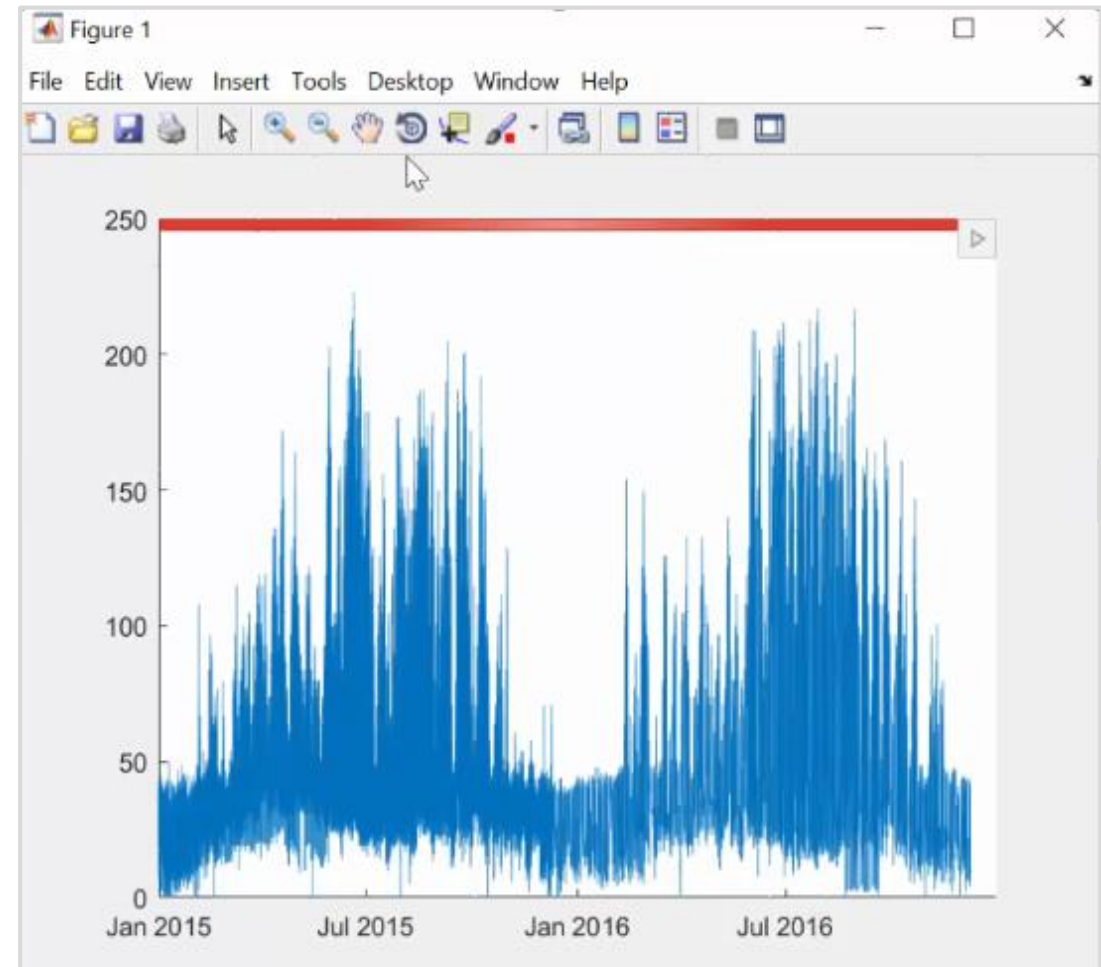 Figure 1
File Edit View Insert Tools Desktop Window Help
250
200
150
100
50
0
Jan 2015 Jul 2015 Jan 2016 Jul 2016